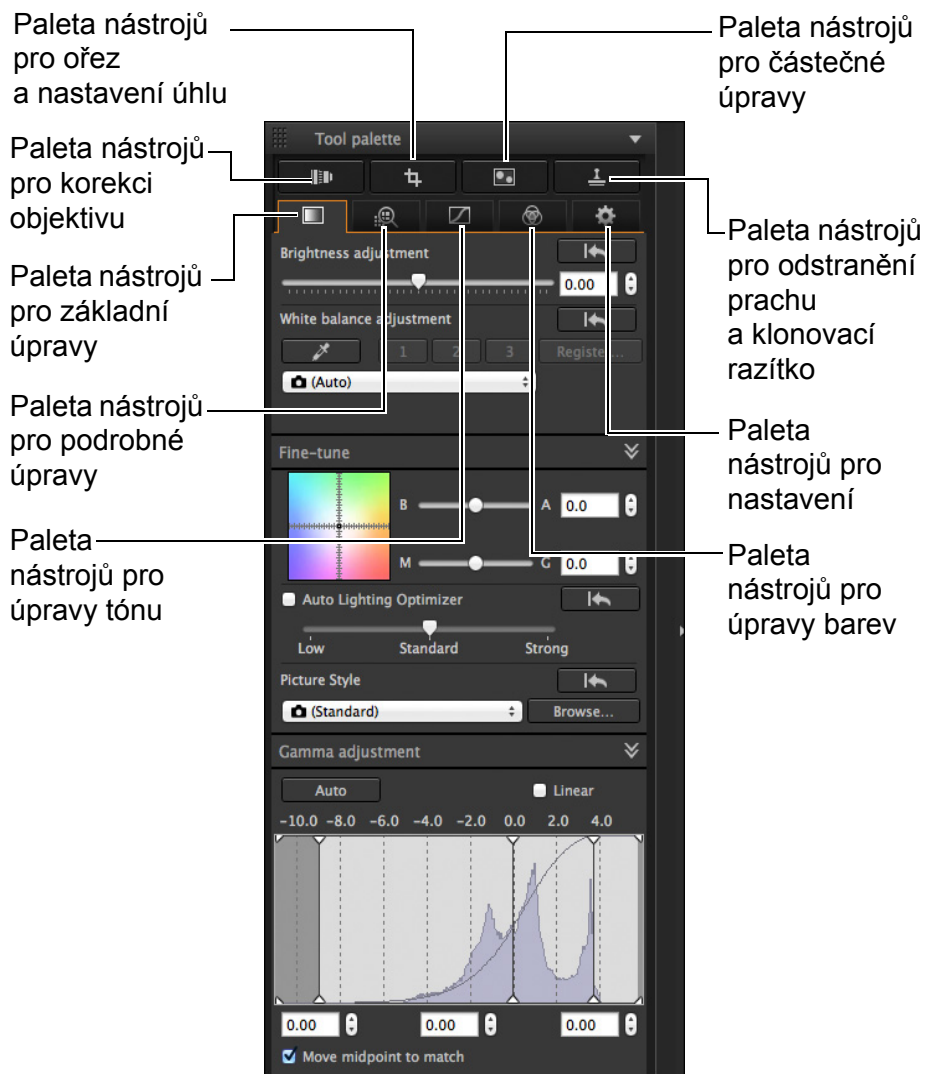 Paleta nástrojů
pro ořez
a nastavení úhlu
Paleta nástrojů
pro částečné
úpravy
Paleta nástrojů
pro korekci
objektivu
Paleta nástrojů
pro základní
úpravy
Paleta nástrojů
pro podrobné
úpravy
Paleta
nástrojů pro
úpravy tónu
Paleta nástrojů
pro odstranění
prachu
a klonovací
razítko
Paleta
nástrojů pro
nastavení
Paleta
nástrojů pro
úpravy barev
Tool palette
Brightness adjustment
0.00
White balance adjustment
1 2 3 Register...
(Auto)
Fine-tune
B A 0.0
M G 0.0
Auto Lighting Optimizer
Low Standard Strong
Picture Style
(Standard) Browse...
Gamma adjustment
Auto Linear
-10.0 -8.0 -6.0 -4.0 -2.0 0.0 2.0 4.0
0.00 0.00 0.00
Move midpoint to match